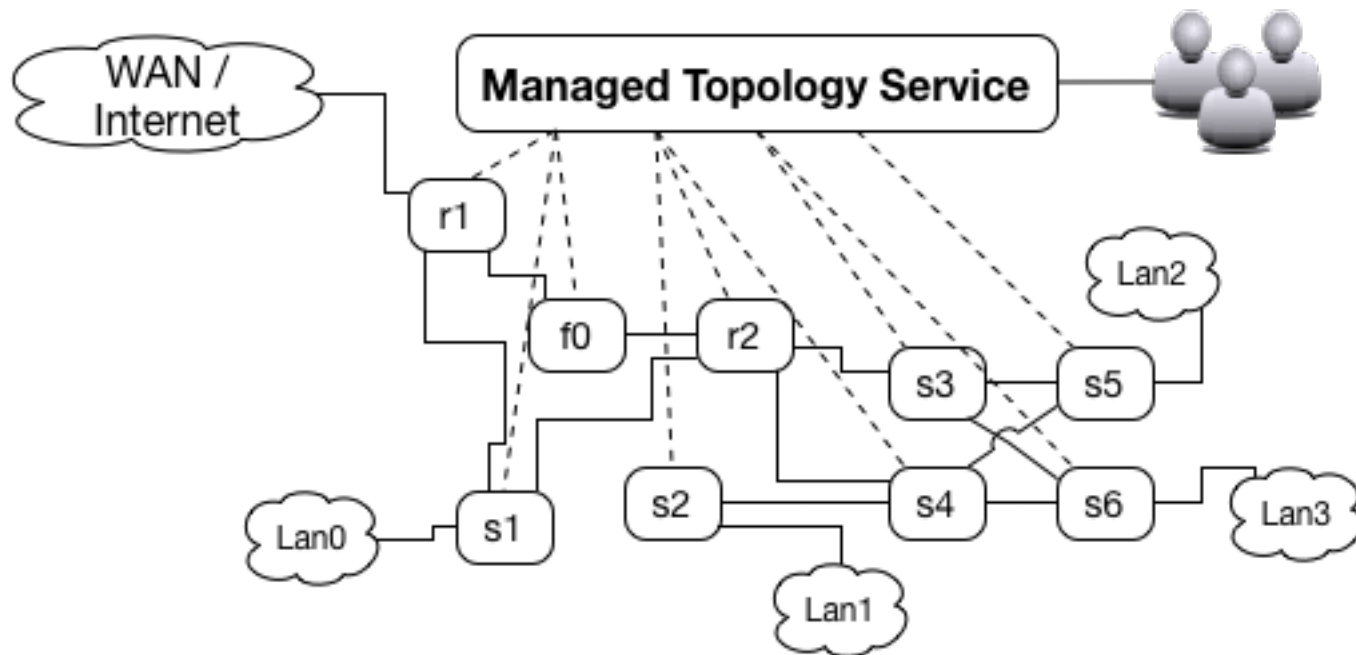 WAN /
Internet
Managed Topology Service
r1
Lan2
f0
r2
s3
s5
Lan0
s1
s2
s4
s6
Lan3
Lan1